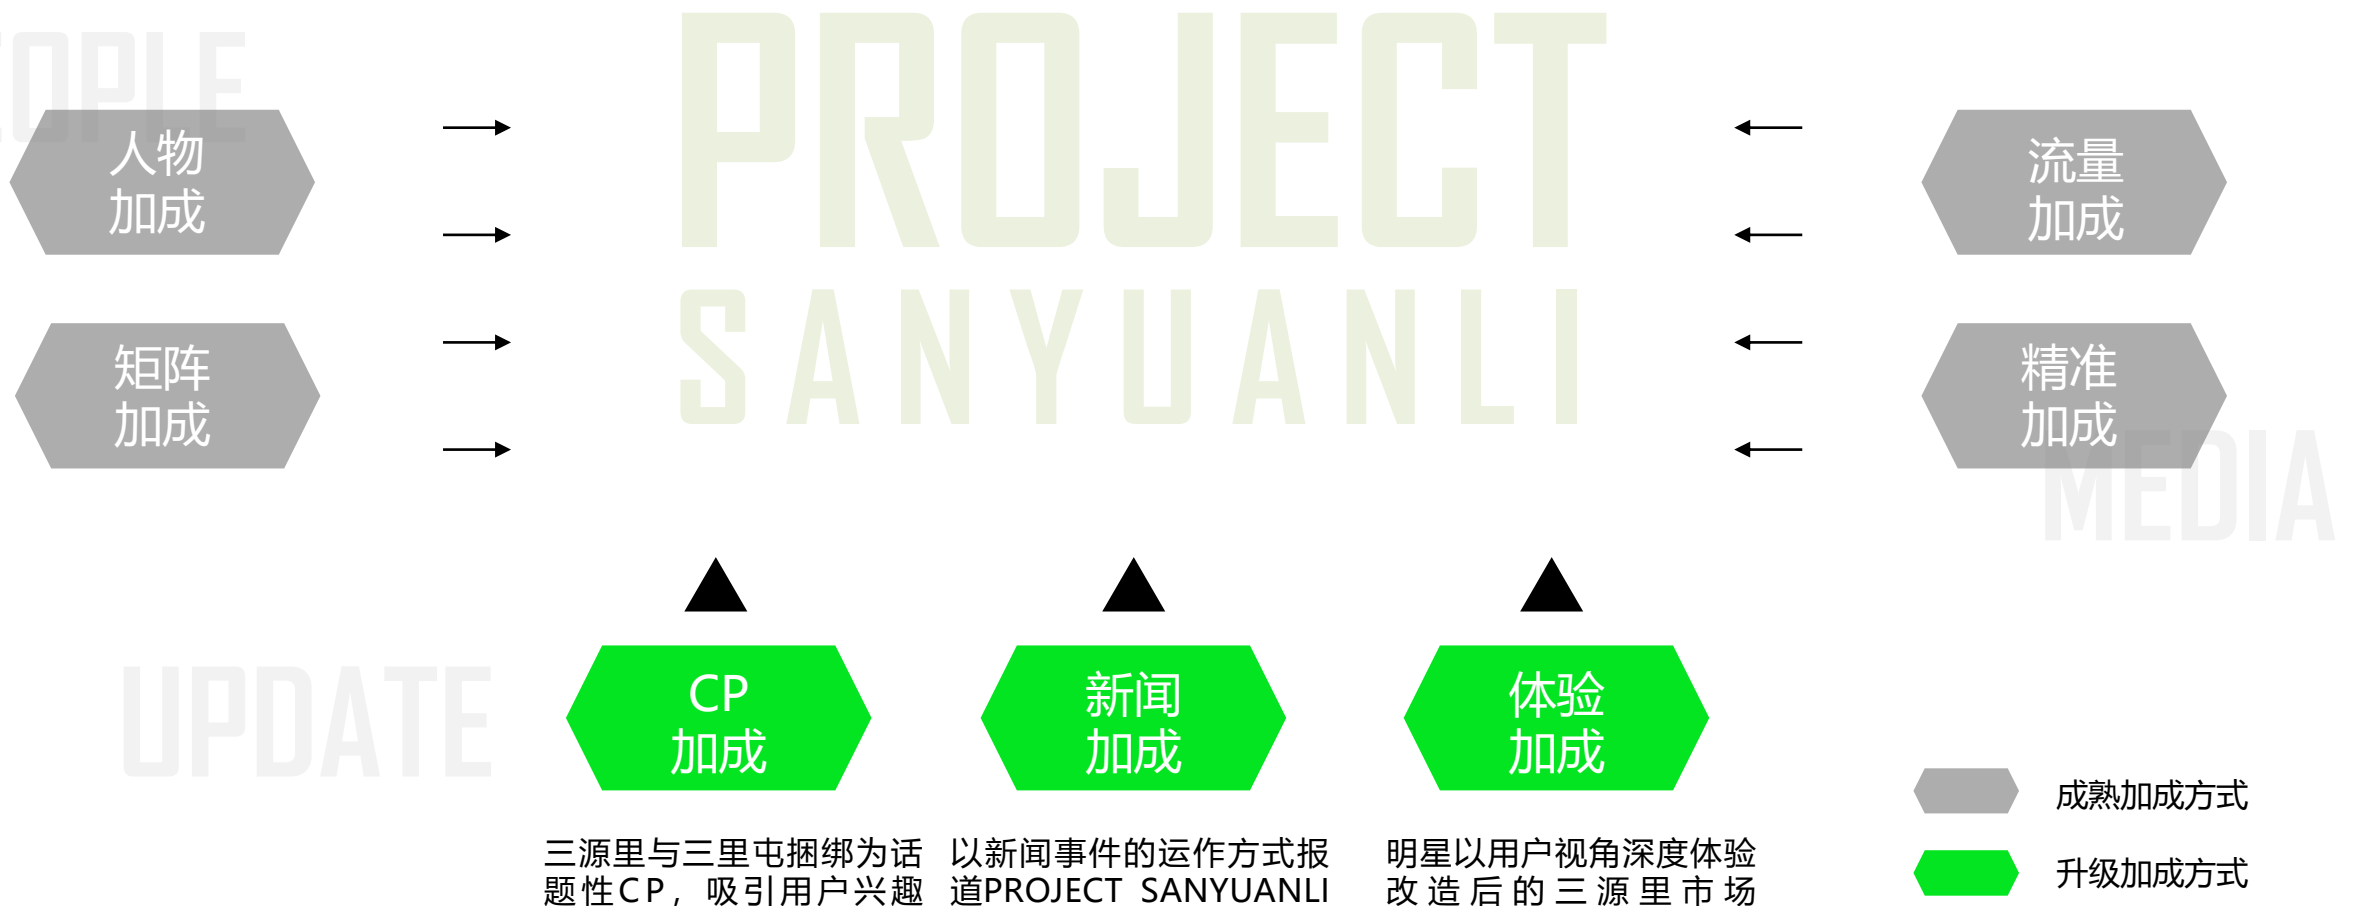 PROJECT
SANYUANLI
EOPLE
人物
加成
矩阵
加成
流量
加成
精准
加成
MEDIA
UPDATE
CP
加成
新闻
加成
体验
加成
三源里与三里屯捆绑为话
题性CP，吸引用户兴趣
以新闻事件的运作方式报
道PROJECT SANYUANLI
明星以用户视角深度体验
改造后的三源里市场
成熟加成方式
升级加成方式